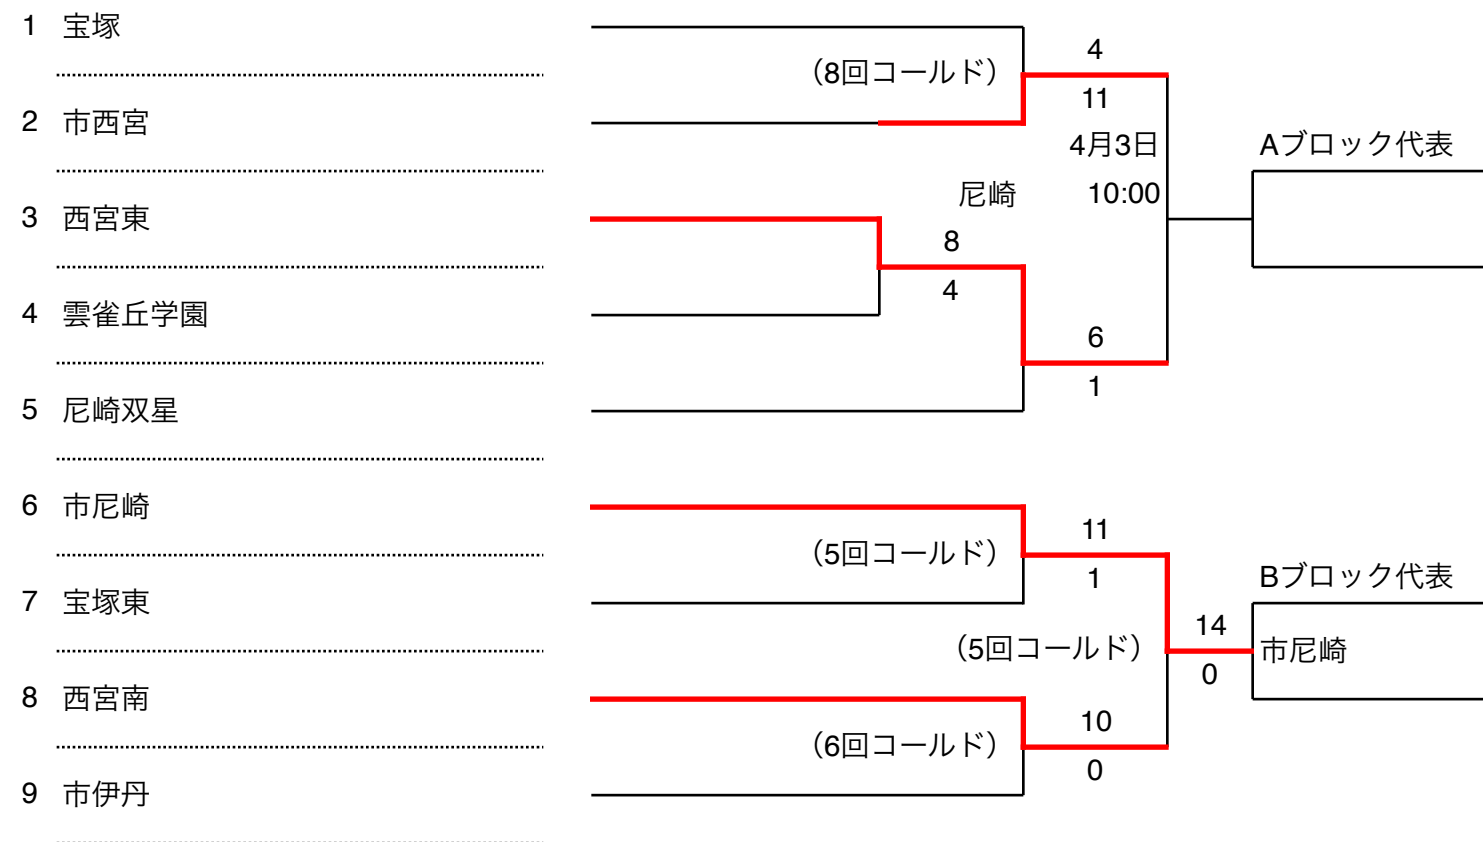 1 宝塚
4
（8回コールド）
11
2 市西宮
4月3日
Aブロック代表
尼崎
10:00
3 西宮東
8
4
4 雲雀丘学園
6
1
5 尼崎双星
6 市尼崎
11
（5回コールド）
1
Bブロック代表
7 宝塚東
14
（5回コールド）
市尼崎
0
8 西宮南
10
（6回コールド）
0
9 市伊丹